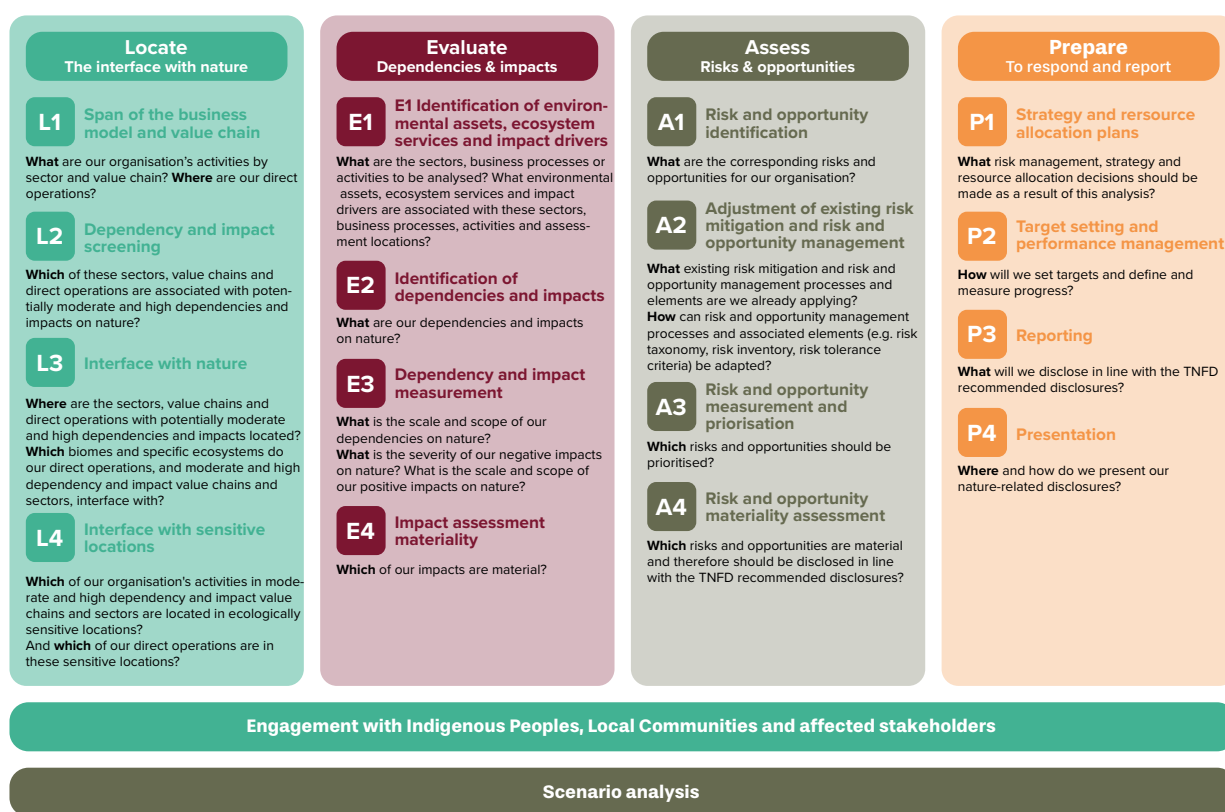 Locate
The interface with nature
L1
Span of the business
model and value chain
What are our organisation's activities by
sector and value chain? Where are our direct
operations?
L2
Dependency and impact
screening
Which of these sectors, value chains and
direct operations are associated with poten-
tially moderate and high dependencies and
impacts on nature?
L3
Interface with nature
Where are the sectors, value chains and
direct operations with potentially moderate
and high dependencies and impacts located?
Which biomes and specific ecosystems do
our direct operations, and moderate and high
dependency and impact value chains and
sectors, interface with?
L4
Interface with sensitive
locations
Which of our organisation's activities in mode-
rate and high dependency and impact value
chains and sectors are located in ecologically
sensitive locations?
And which of our direct operations are in
these sensitive locations?
Evaluate
Dependencies & impacts
E1
E1 Identification of environ-
mental assets, ecosystem
services and impact drivers
What are the sectors, business processes or
activities to be analysed? What environmental
assets, ecosystem services and impact
drivers are associated with these sectors,
business processes, activities and assess-
ment locations?
E2
Identification of
dependencies and impacts
What are our dependencies and impacts
on nature?
E3
Dependency and impact
measurement
What is the scale and scope of our
dependencies on nature?
What is the severity of our negative impacts
on nature? What is the scale and scope of
our positive impacts on nature?
E4
Impact assessment
materiality
Which of our impacts are material?
Assess
Risks & opportunities
A1
Risk and opportunity
identification
What are the corresponding risks and
opportunities for our organisation?
A2
Adjustment of existing risk
mitigation and risk and
opportunity management
What existing risk mitigation and risk and
opportunity management processes and
elements are we already applying?
How can risk and opportunity management
processes and associated elements (e.g. risk
taxonomy, risk inventory, risk tolerance
criteria) be adapted?
A3
Risk and opportunity
measurement and
priorisation
Which risks and opportunities should be
prioritised?
A4
Risk and opportunity
materiality assessment
Which risks and opportunities are material
and therefore should be disclosed in line
with the TNFD recommended disclosures?
Prepare
To respond and report
P1
Strategy and rersource
allocation plans
What risk management, strategy and
resource allocation decisions should be
made as a result of this analysis?
P2
Target setting and
performance management
How will we set targets and define and
measure progress?
P3
Reporting
What will we disclose in line with the TNFD
recommended disclosures?
P4
Presentation
Where and how do we present our
nature-related disclosures?
Engagement with Indigenous Peoples, Local Communities and affected stakeholders
Scenario analysis